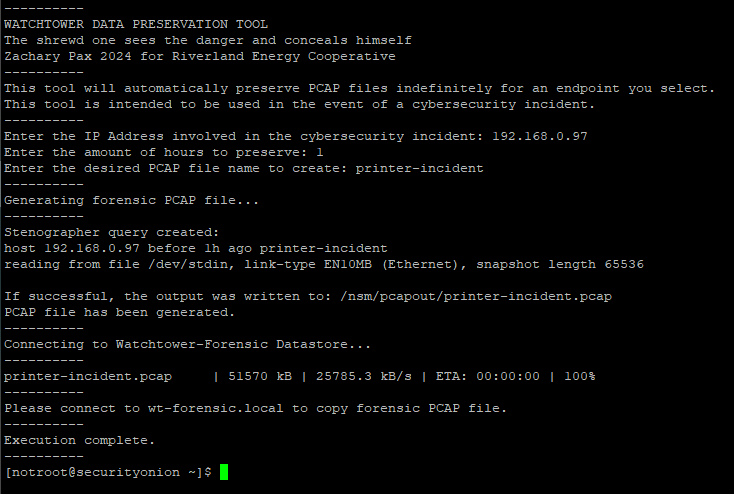 ----------
WATCHTOWER DATA PRESERVATION TOOL
The shrewd one sees the danger and conceals himself
Zachary Pax 2024 for Riverland Energy Cooperative
----------
This tool will automatically preserve PCAP files indefinitely for an endpoint you select.
This tool is intended to be used in the event of a cybersecurity incident.
----------
Enter the IP Address involved in the cybersecurity incident: 192.168.0.97
Enter the amount of hours to preserve: 1
Enter the desired PCAP file name to create: printer-incident
----------
Generating forensic PCAP file...
----------
Stenographer query created:
host 192.168.0.97 before 1h ago printer-incident
reading from file /dev/stdin, link-type EN10MB (Ethernet), snapshot length 65536

If successful, the output was written to: /nsm/pcapout/printer-incident.pcap
PCAP file has been generated.
----------
Connecting to Watchtower-Forensic Datastore...
----------
printer-incident.pcap     | 51570 kB | 25785.3 kB/s | ETA: 00:00:00 | 100%
----------
Please connect to wt-forensic.local to copy forensic PCAP file.
----------
Execution complete.
----------
[notroot@securityonion ~]$